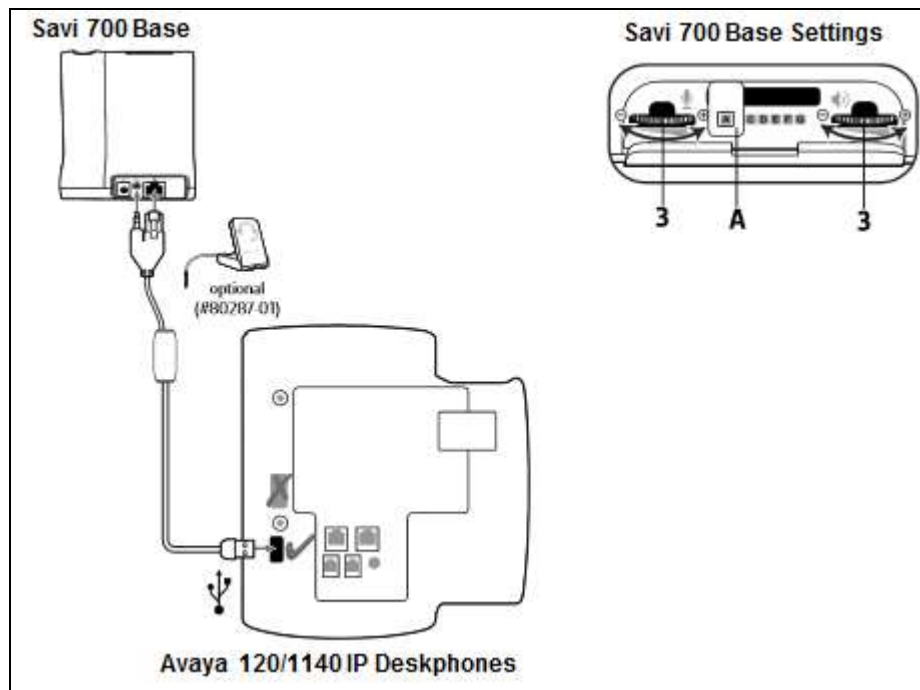 Savi 700 Base
Savi 700 Base Settings
3
A
3
optional
(#80287-01)
Avaya 120/1140 IP Deskphones